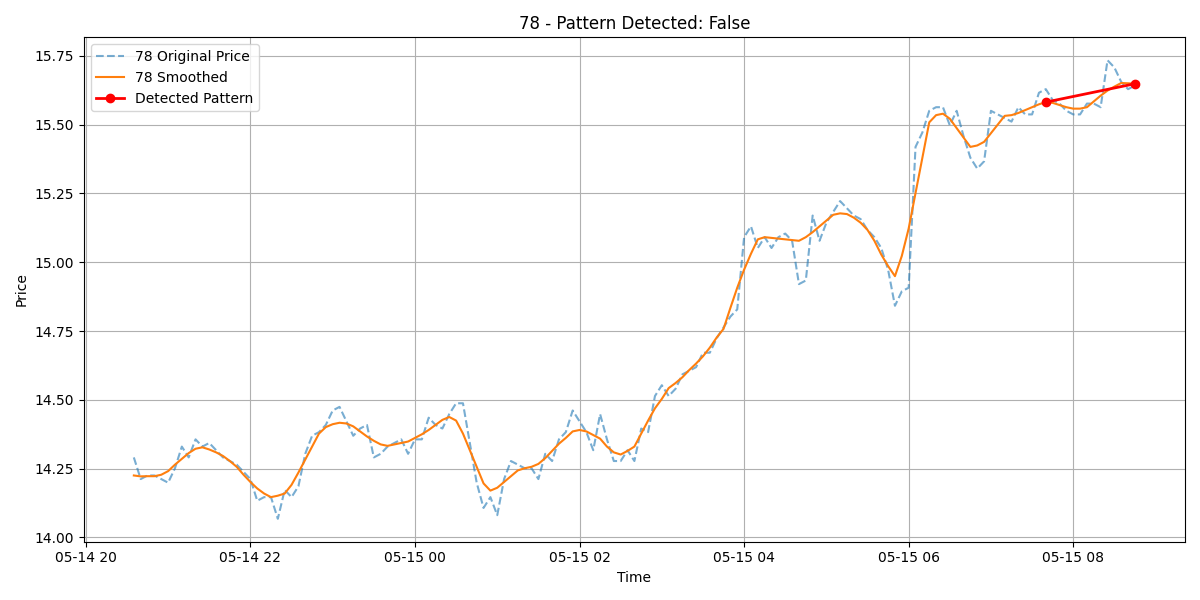 78 - Pattern Detected: False
78 Original Price
78 Smoothed
Detected Pattern
Price
15.75
15.50
15.25
15.00
14.75
14.50
14.25
14.00
05-14 20 05-14 22 05-15 00 05-15 02 05-15 04 05-15 06 05-15 08
Time